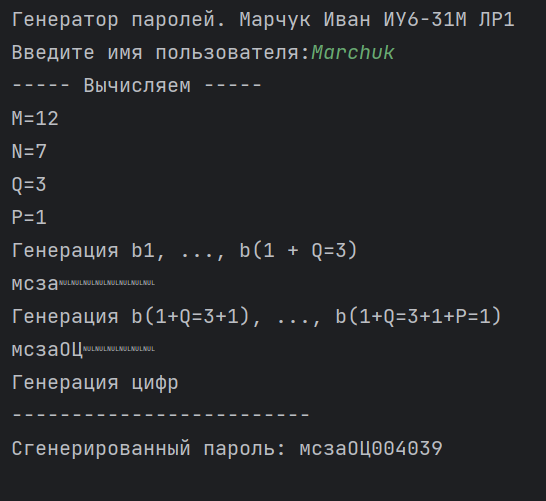 Генератор паролей. Марчук Иван ИУ6-31М ЛР1
Введите имя пользователя:Marchuk
----- Вычисляем -----
M=12
N=7
Q=3
P=1
Генерация b1, ..., b(1 + Q=3)
мсзаNULNULNULNULNULNULNULNUL
Генерация b(1+Q=3+1), ..., b(1+Q=3+1+P=1)
мсзаОЦNULNULNULNULNULNUL
Генерация цифр
-------------------------
Сгенерированный пароль: мсзаОЦ004039